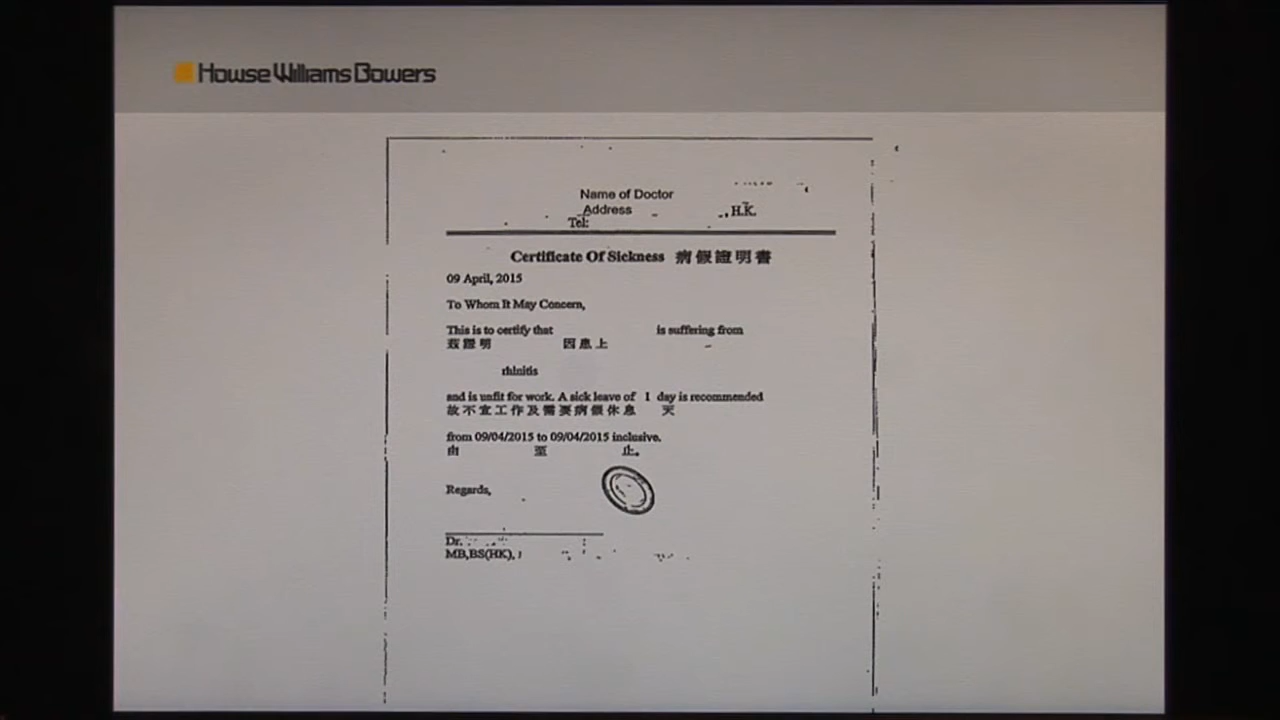 Howse Williams Bowers
Name of Doctor
Address
H.K.
Tel:
Certificate Of Sickness 病假證明書
09 April, 2015
To Whom It May Concern,
This is to certify that is suffering from
茲證明 因患上
rhinitis
and is unfit for work. A sick leave of 1 day is recommended
故不宜工作及需要病假休息 天
from 09/04/2015 to 09/04/2015 inclusive.
由 至 止。
Regards,
Dr.
MB,BS(HK),